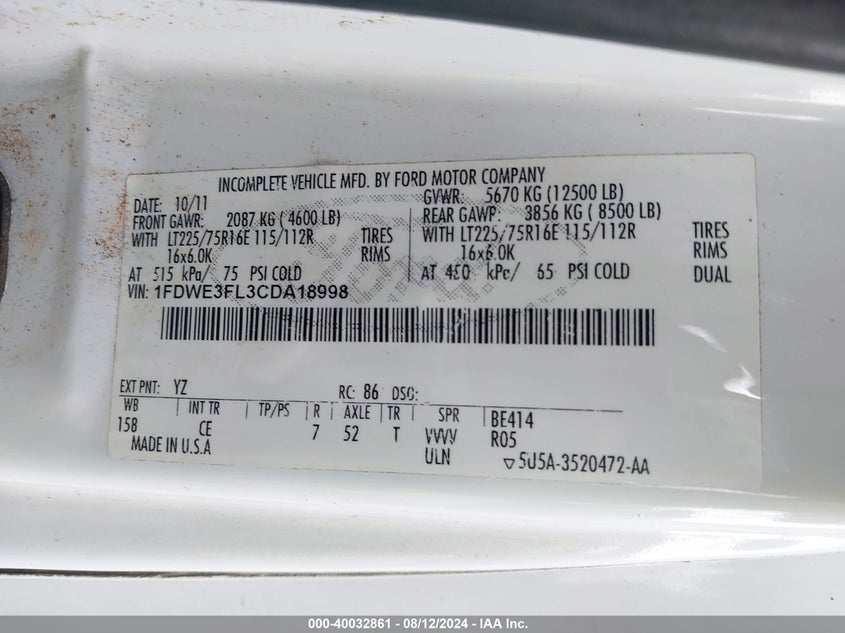 INCOMPLETE VEHICLE MFD. BY FORD MOTOR COMPANY
DATE: 10/11 GVWR: 5670 KG (12500 LB)
FRONT GAWR: 2087 KG ( 4600 LB) REAR GAWP: 3856 KG ( 8500 LB)
WITH LT225/75R16E 115/112R TIRES WITH LT225/75R16E 115/112R TIRES
16x6.0K RIMS 16x6.0K RIMS
AT 515 kPa/ 75 PSI COLD AT 450 kPa/ 65 PSI COLD DUAL
VIN: 1FDWE3FL3CDA18998
EXT PNT: YZ RC: 86 DSO:
WB INT TR TP/PS R AXLE TR SPR BE414
158 CE 7 52 T VVVV R05
MADE IN U.S.A ULN ▽5U5A-3520472-AA
000-40032861 - 08/12/2024 - IAA Inc.